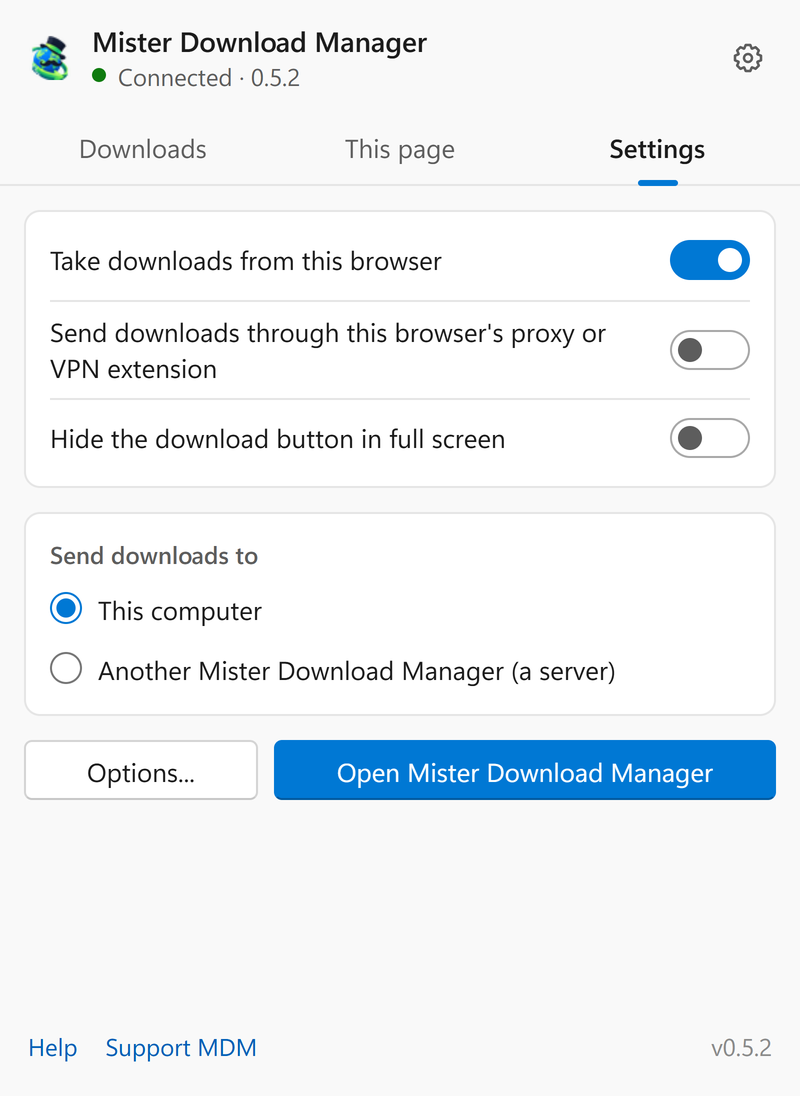 Mister Download Manager
Connected · 0.5.2
Downloads
This page
Settings
Take downloads from this browser
Send downloads through this browser's proxy or
VPN extension
Hide the download button in full screen
Send downloads to
This computer
Another Mister Download Manager (a server)
Options...
Open Mister Download Manager
Help
Support MDM
v0.5.2